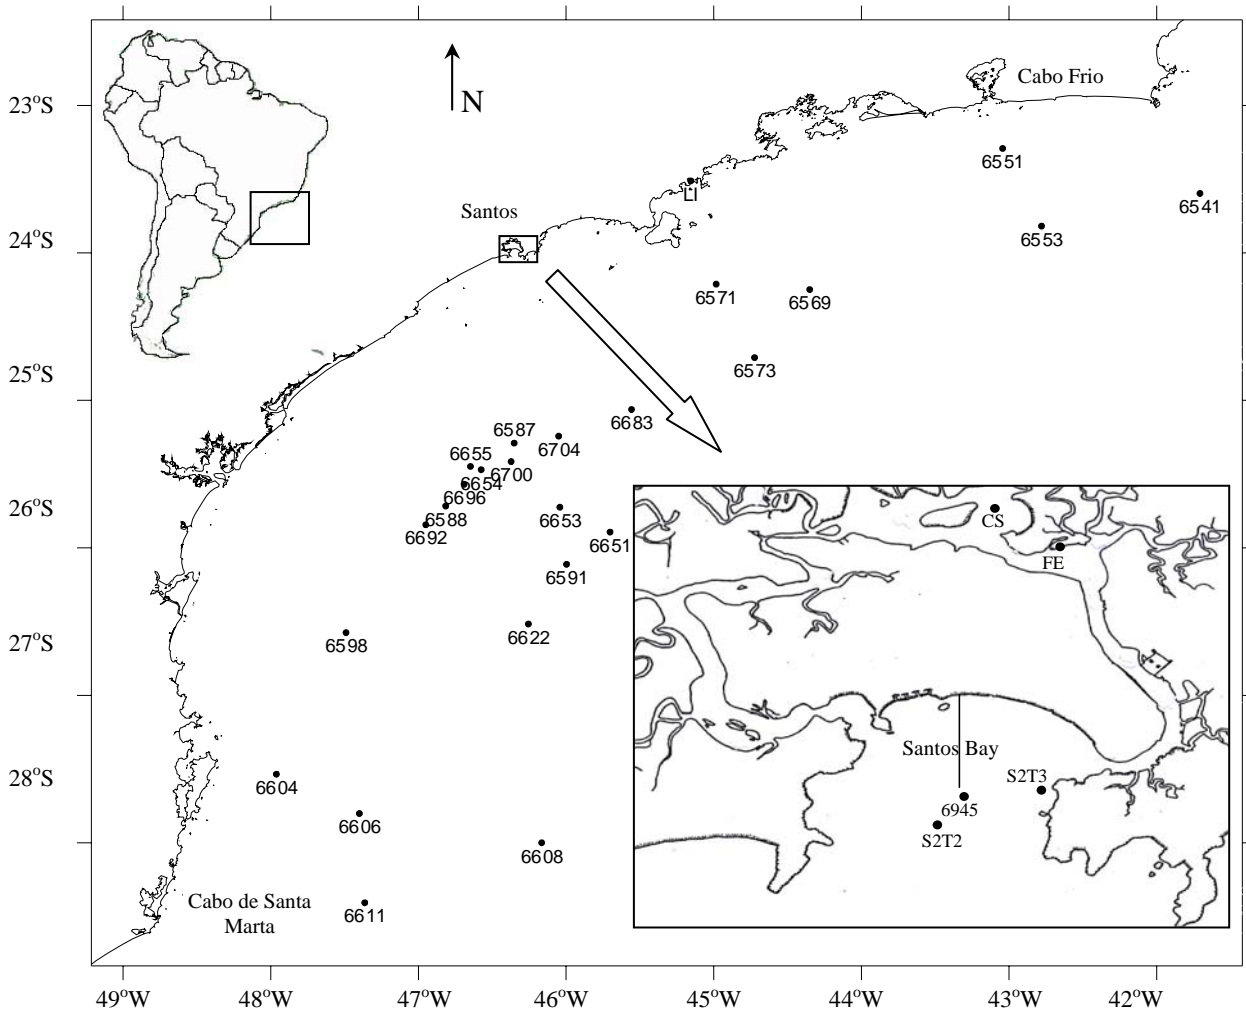 N
Cabo Frio
23°S
6551
LI
6541
Santos
6553
24°S
6571
6569
6573
25°S
6683
6587
6704
6655
6700
6654
6696
26°S
6588
6653
6692
6651
6591
CS
FE
6622
27°S
6598
Santos Bay
28°S
S2T3
6604
6945
6606
S2T2
6608
Cabo de Santa
Marta
6611
49°W 48°W 47°W 46°W 45°W 44°W 43°W 42°W